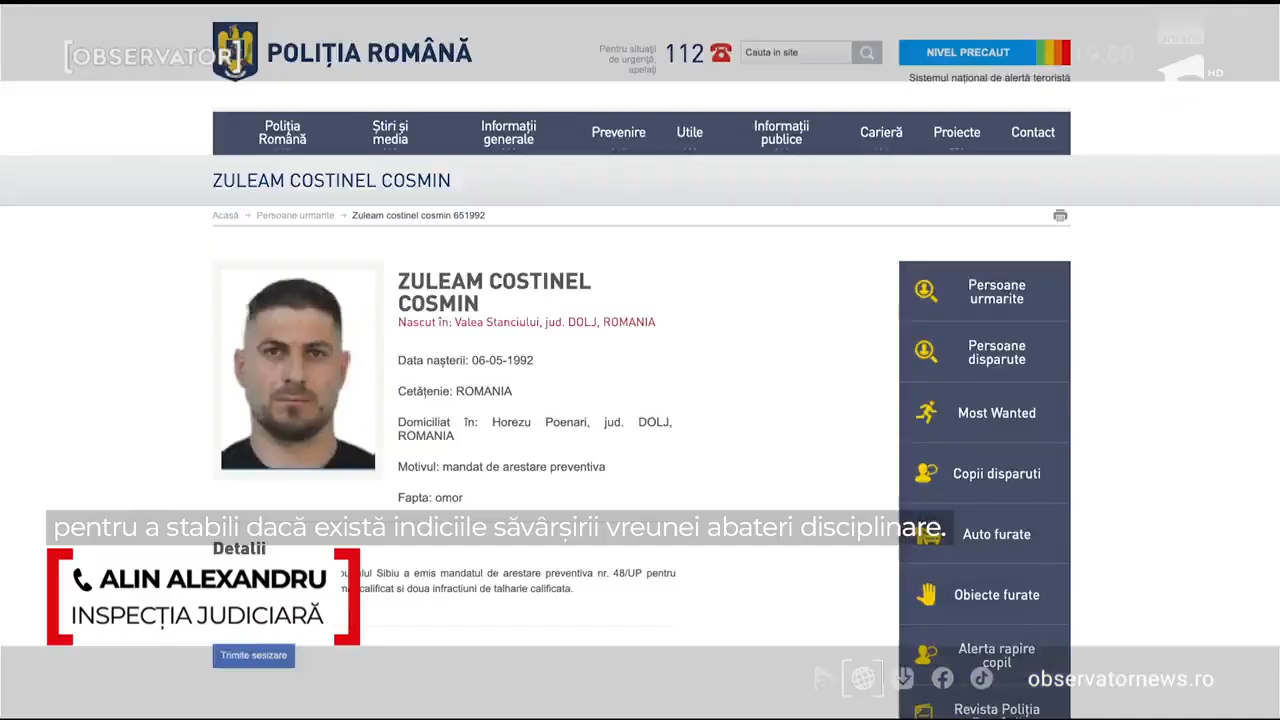 [OBSERVATOR]
POLIȚIA ROMÂNĂ
Pentru situații
de urgență,
apelați
112
Cauta in site
NIVEL PRECAUT
Sistemul național de alertă teroristă
HD
Poliția
Română
Știri și
media
Informații
generale
Prevenire
Utile
Informații
publice
Carieră
Proiecte
Contact
ZULEAM COSTINEL COSMIN
Acasă → Persoane urmarite → Zuleam costinel cosmin 651992
ZULEAM COSTINEL
COSMIN
Nascut în: Valea Stanciului, jud. DOLJ, ROMANIA
Data nașterii: 06-05-1992
Cetățenie: ROMANIA
Domiciliat în: Horezu Poenari, jud. DOLJ,
ROMANIA
Motivul: mandat de arestare preventiva
Fapta: omor
Persoane
urmarite
Persoane
disparute
Most Wanted
Copii disparuti
Auto furate
Obiecte furate
Alerta rapire
copil
Revista Poliția
pentru a stabili dacă există indiciile săvârșirii vreunei abateri disciplinare.
Detalii
Sibiu a emis mandatul de arestare preventiva nr. 48/UP pentru
calificat si doua infractiuni de talharie calificata.
ALIN ALEXANDRU
INSPECȚIA JUDICIARĂ
Trimite sesizare
observatornews.ro